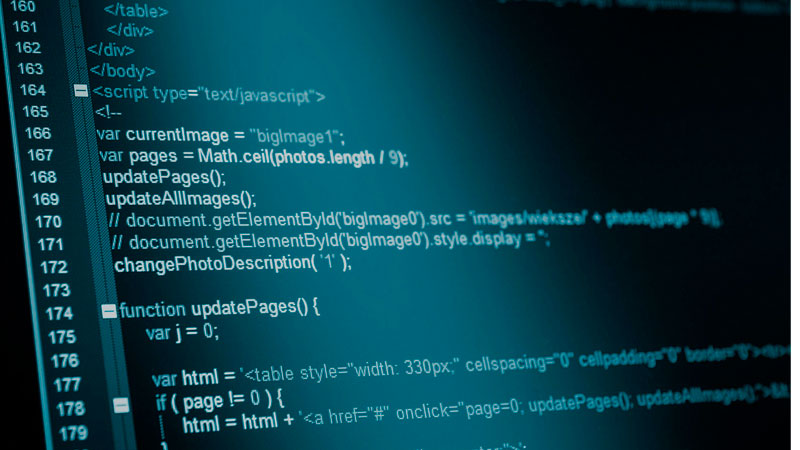 160 </table>
161 </div>
162 </div>
163 </body>
164 <script type="text/javascript">
165 <!--
166 var currentImage = "bigImage1";
167 var pages = Math.ceil(photos.length / 9);
168 updatePages();
169 updateAllImages();
170 // document.getElementById('bigImage0').src = 'images/wieksze/' + photos[(page * 9)];
171 // document.getElementById('bigImage0').style.display = '';
172 changePhotoDescription( '1' );
173
174 function updatePages() {
175 var j = 0;
176
177 var html = '<table style="width: 330px;" cellspacing="0" cellpadding="0" border="0"><tr>
178 if ( page != 0 ) {
179 html = html + '<a href="#" onclick="page=0; updatePages(); updateAllImages();">&lt